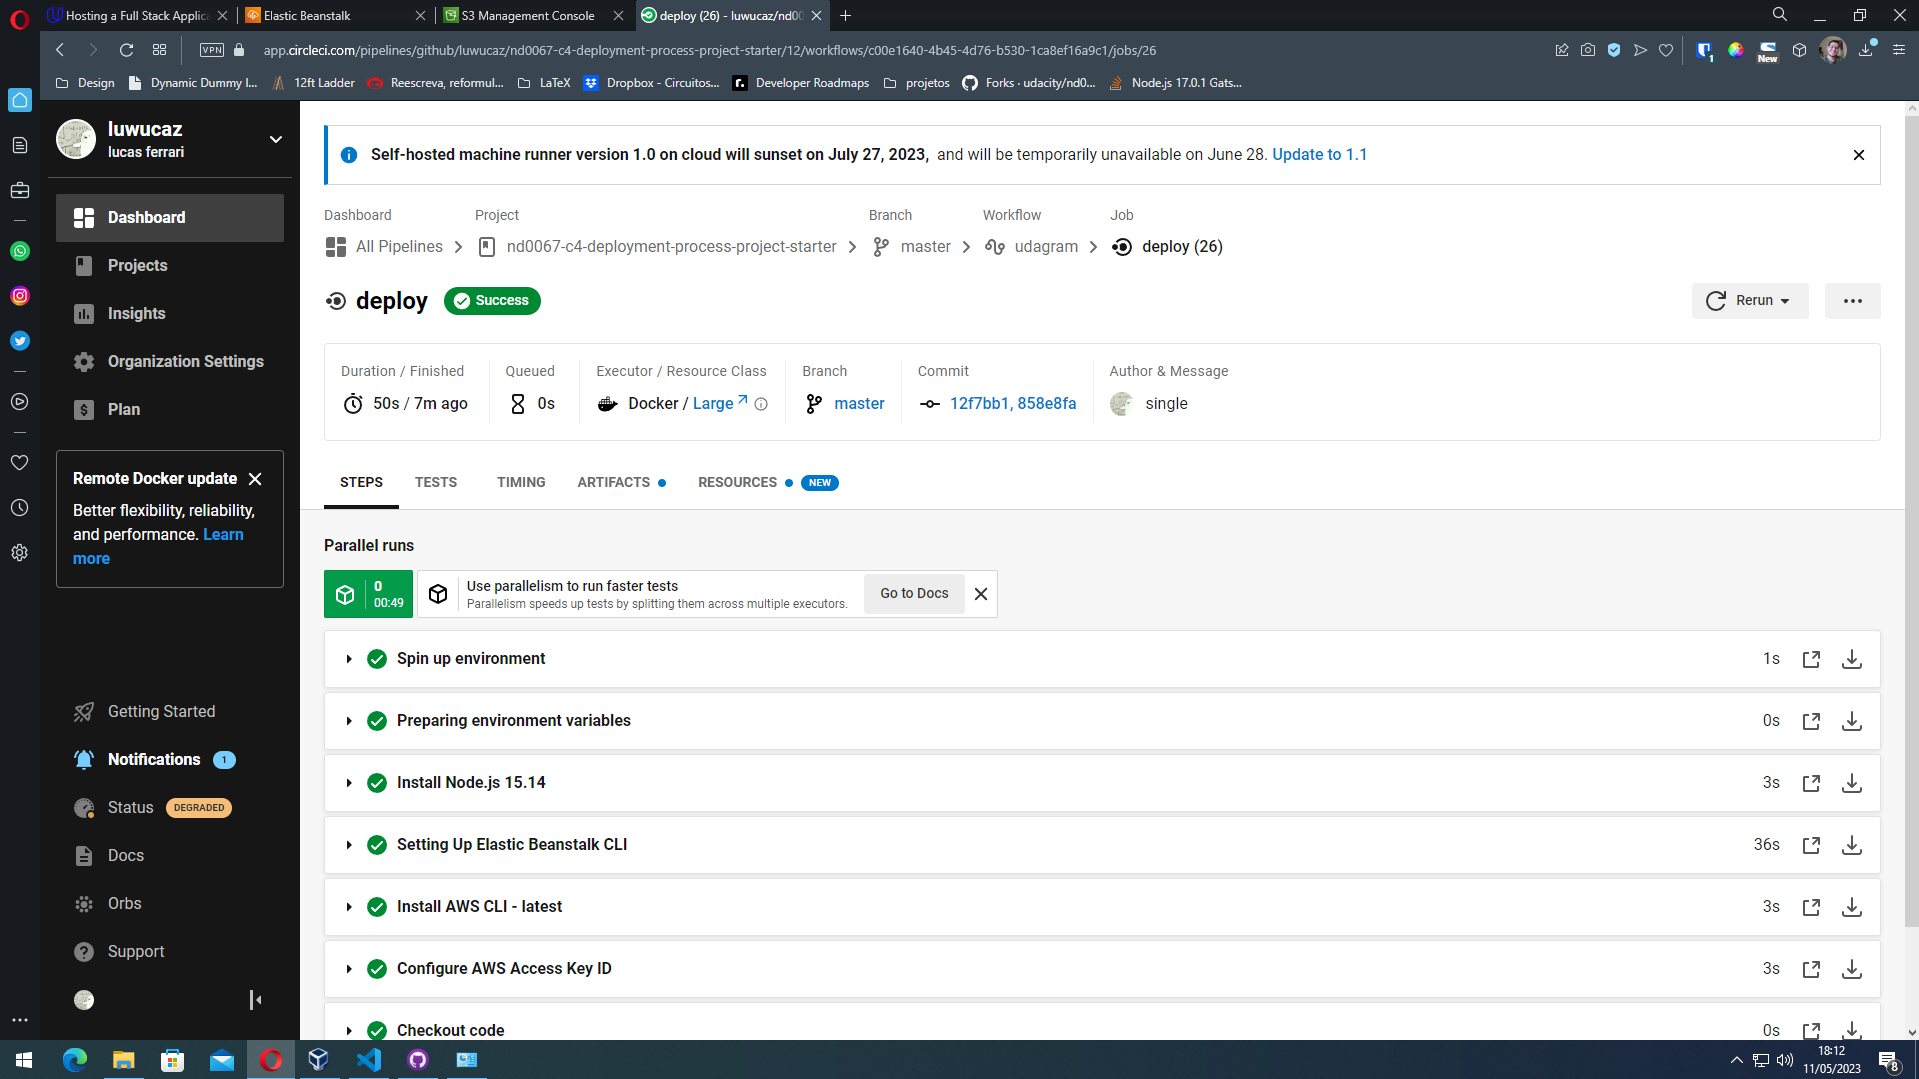 Hosting a Full Stack Applica
Elastic Beanstalk
S3 Management Console
deploy (26) - luwucaz/nd00
VPN
app.circleci.com/pipelines/github/luwucaz/nd0067-c4-deployment-process-project-starter/12/workflows/c00e1640-4b45-4d76-b530-1ca8ef16a9c1/jobs/26
1
New
Design
Dynamic Dummy I...
12ft Ladder
Reescreva, reformul...
LaTeX
Dropbox - Circuitos...
Developer Roadmaps
projetos
Forks · udacity/nd0...
Node.js 17.0.1 Gats...
luwucaz
lucas ferrari
Dashboard
Projects
Insights
Organization Settings
Plan
Remote Docker update
Better flexibility, reliability,
and performance. Learn
more
Getting Started
Notifications 1
Status DEGRADED
Docs
Orbs
Support
Self-hosted machine runner version 1.0 on cloud will sunset on July 27, 2023, and will be temporarily unavailable on June 28. Update to 1.1
Dashboard Project Branch Workflow Job
All Pipelines nd0067-c4-deployment-process-project-starter master udagram deploy (26)
deploy Success
Rerun
Duration / Finished Queued Executor / Resource Class Branch Commit Author & Message
50s / 7m ago 0s Docker / Large master 12f7bb1, 858e8fa single
STEPS TESTS TIMING ARTIFACTS RESOURCES NEW
Parallel runs
0
00:49
Use parallelism to run faster tests
Parallelism speeds up tests by splitting them across multiple executors.
Go to Docs
Spin up environment 1s
Preparing environment variables 0s
Install Node.js 15.14 3s
Setting Up Elastic Beanstalk CLI 36s
Install AWS CLI - latest 3s
Configure AWS Access Key ID 3s
Checkout code 0s
18:12
11/05/2023
8